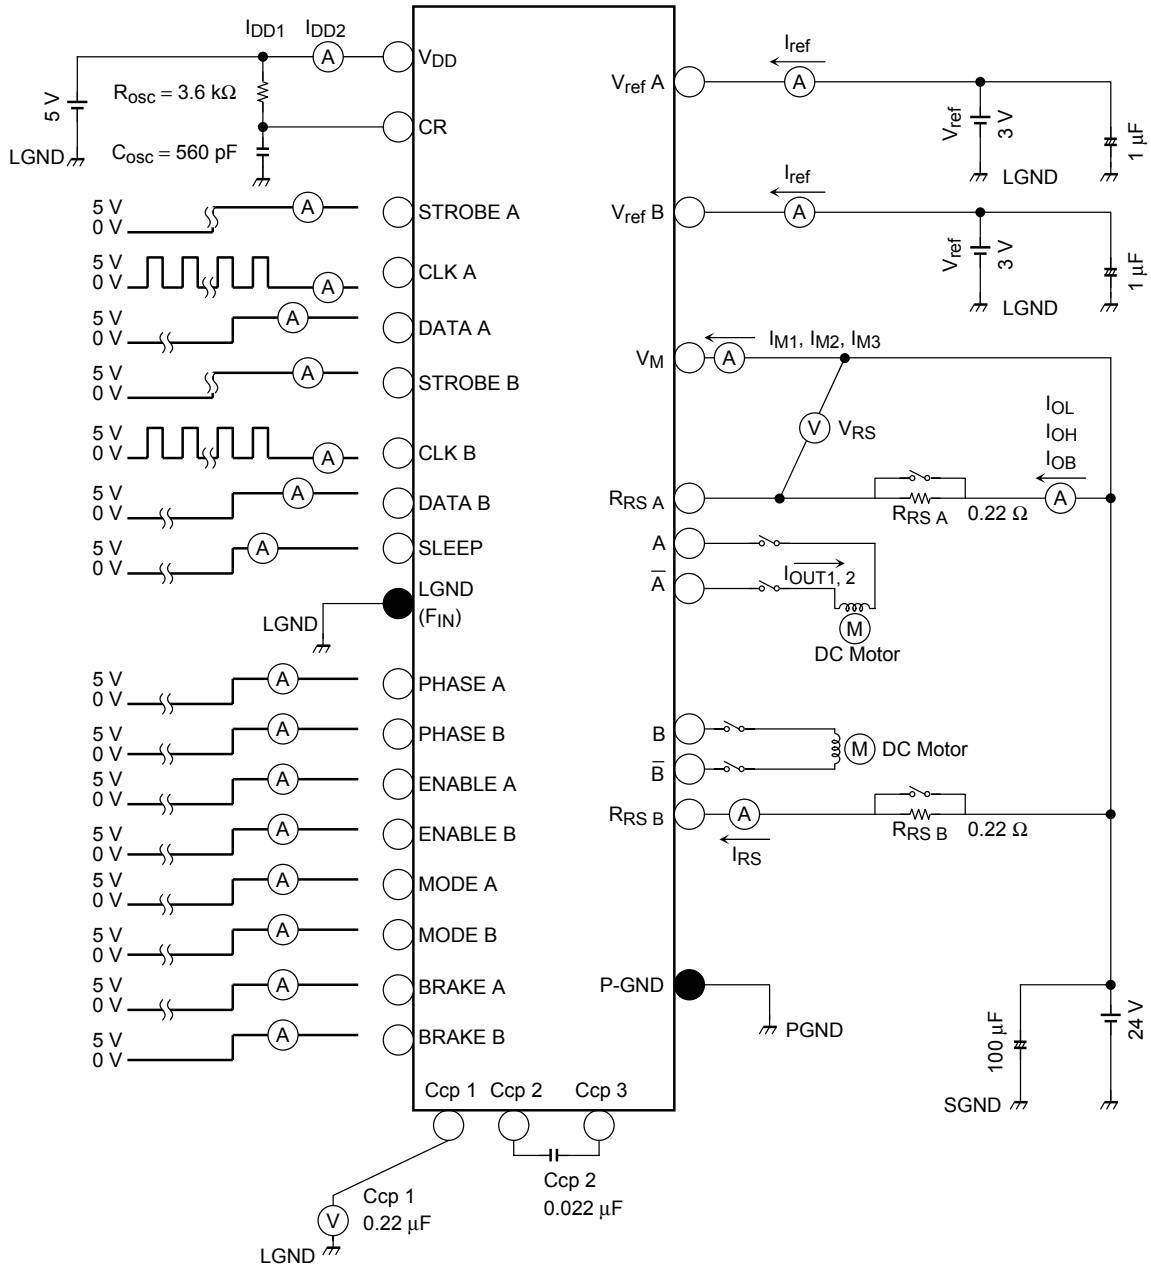 IDD1 IDD2
A
VDD
Rosc = 3.6 kΩ
5 V
CR
LGND
Cosc = 560 pF
5 V
0 V
A
STROBE A
5 V
0 V
A
CLK A
5 V
0 V
A
DATA A
5 V
0 V
A
STROBE B
5 V
0 V
A
CLK B
5 V
0 V
A
DATA B
5 V
0 V
A
SLEEP
LGND
(FIN)
LGND
5 V
0 V
A
PHASE A
5 V
0 V
A
PHASE B
5 V
0 V
A
ENABLE A
5 V
0 V
A
ENABLE B
5 V
0 V
A
MODE A
5 V
0 V
A
MODE B
5 V
0 V
A
BRAKE A
5 V
0 V
A
BRAKE B
Iref
Vref A
A
Vref
3 V
1 μF
LGND
Iref
Vref B
A
Vref
3 V
1 μF
LGND
IM1, IM2, IM3
VM
A
V
VRS
IOL
IOH
IOB
RRS A
A
RRS A
0.22 Ω
A
A̅
IOUT1, 2
M
DC Motor
B
B̅
M
DC Motor
RRS B
A
IRS
RRS B
0.22 Ω
P-GND
PGND
100 μF
24 V
SGND
Ccp 1 Ccp 2 Ccp 3
Ccp 2
0.022 μF
Ccp 1
0.22 μF
V
LGND